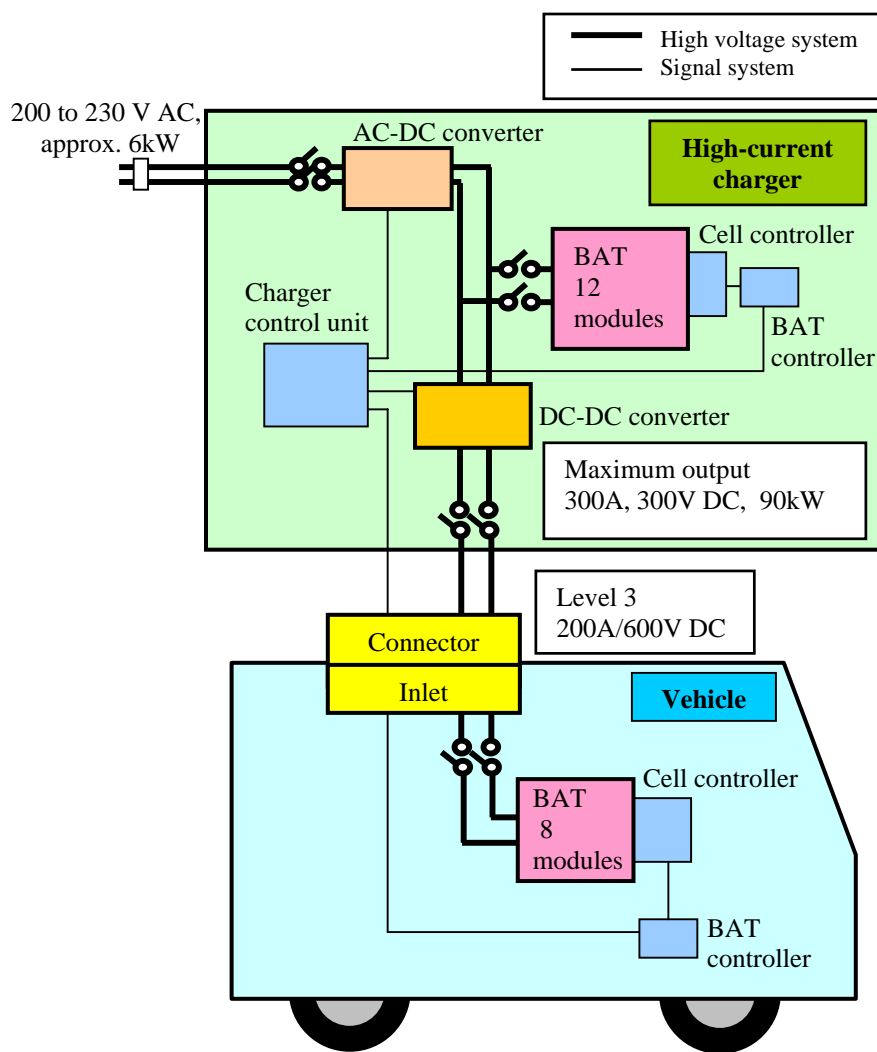 High voltage system
Signal system
200 to 230 V AC,
approx. 6kW
AC-DC converter
High-current
charger
Cell controller
BAT
12
modules
Charger
control unit
BAT
controller
DC-DC converter
Maximum output
300A, 300V DC, 90kW
Level 3
200A/600V DC
Connector
Inlet
Vehicle
Cell controller
BAT
8
modules
BAT
controller